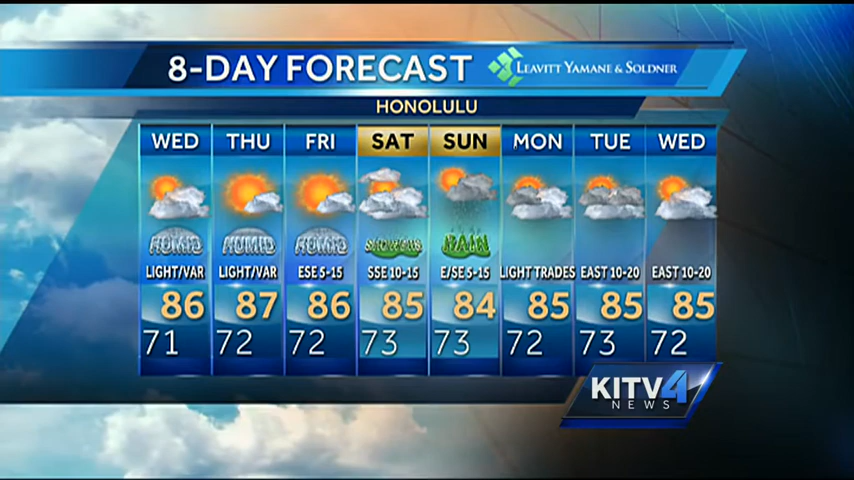 8-DAY FORECAST LEAVITT YAMANE & SOLDNER
HONOLULU
WED THU FRI SAT SUN MON TUE WED
HUMID HUMID HUMID SHOWERS RAIN
LIGHT/VAR LIGHT/VAR ESE 5-15 SSE 10-15 E/SE 5-15 LIGHT TRADES EAST 10-20 EAST 10-20
86 87 86 85 84 85 85 85
71 72 72 73 73 72 73 72
KITV4
NEWS